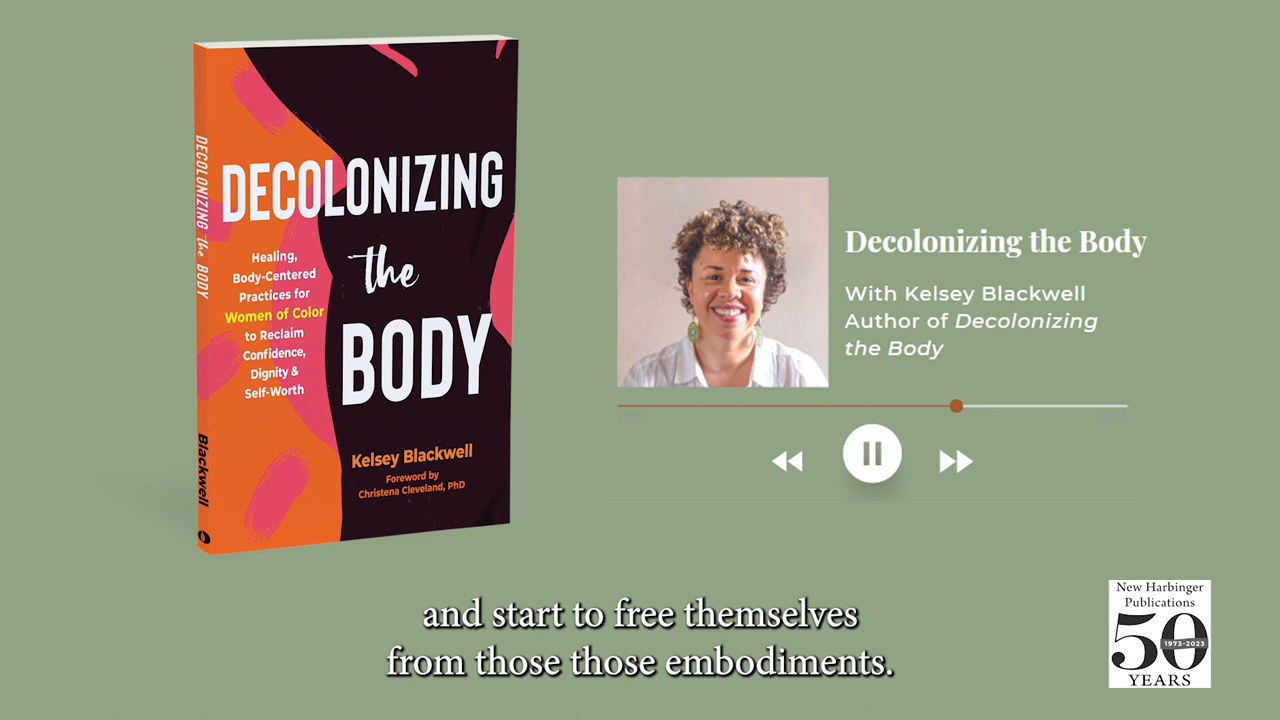 DECOLONIZING the BODY
Blackwell
DECOLONIZING
the
BODY
Healing,
Body-Centered
Practices for
Women of Color
to Reclaim
Confidence,
Dignity &
Self-Worth
Kelsey Blackwell
Foreword by
Christena Cleveland, PhD
Decolonizing the Body
With Kelsey Blackwell
Author of Decolonizing
the Body
and start to free themselves
from those those embodiments.
New Harbinger
Publications
50
1973-2023
YEARS